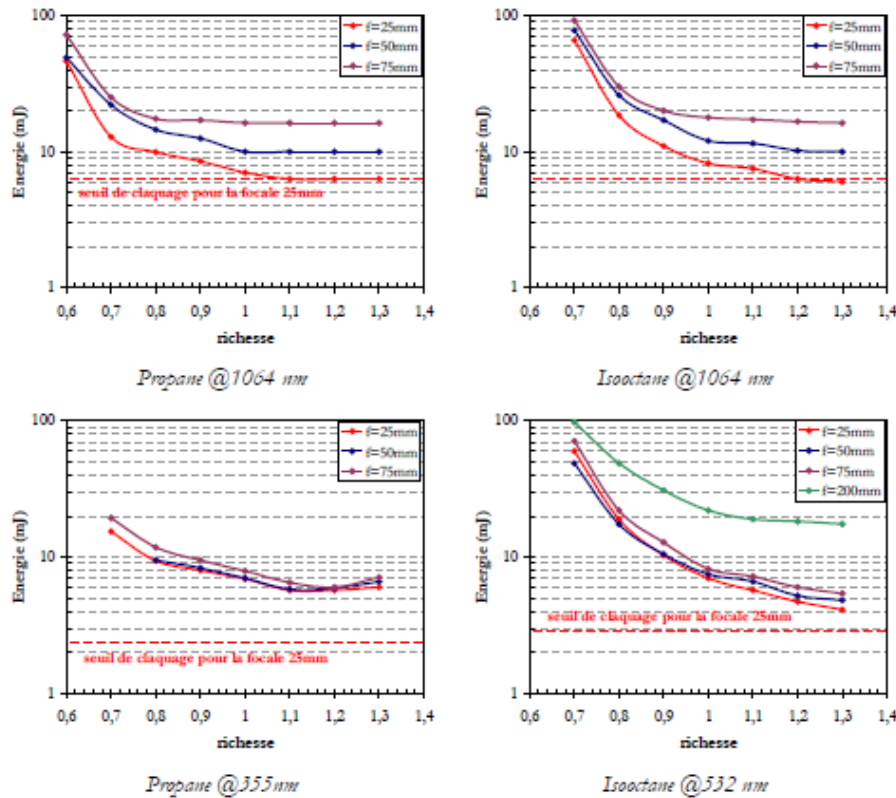 100
10
1
Energie (mJ)
f=25mm
f=50mm
f=75mm
seuil de claquage pour la focale 25mm
0,6 0,7 0,8 0,9 1 1,1 1,2 1,3 1,4
richesse
Propane @1064 nm
100
10
1
Energie (mJ)
f=25mm
f=50mm
f=75mm
0,6 0,7 0,8 0,9 1 1,1 1,2 1,3 1,4
richesse
Isooctane @1064 nm
100
10
1
Energie (mJ)
f=25mm
f=50mm
f=75mm
seuil de claquage pour la focale 25mm
0,6 0,7 0,8 0,9 1 1,1 1,2 1,3 1,4
richesse
Propane @355nm
100
10
1
Energie (mJ)
f=25mm
f=50mm
f=75mm
f=200mm
seuil de claquage pour la focale 25mm
0,6 0,7 0,8 0,9 1 1,1 1,2 1,3 1,4
richesse
Isooctane @532 nm